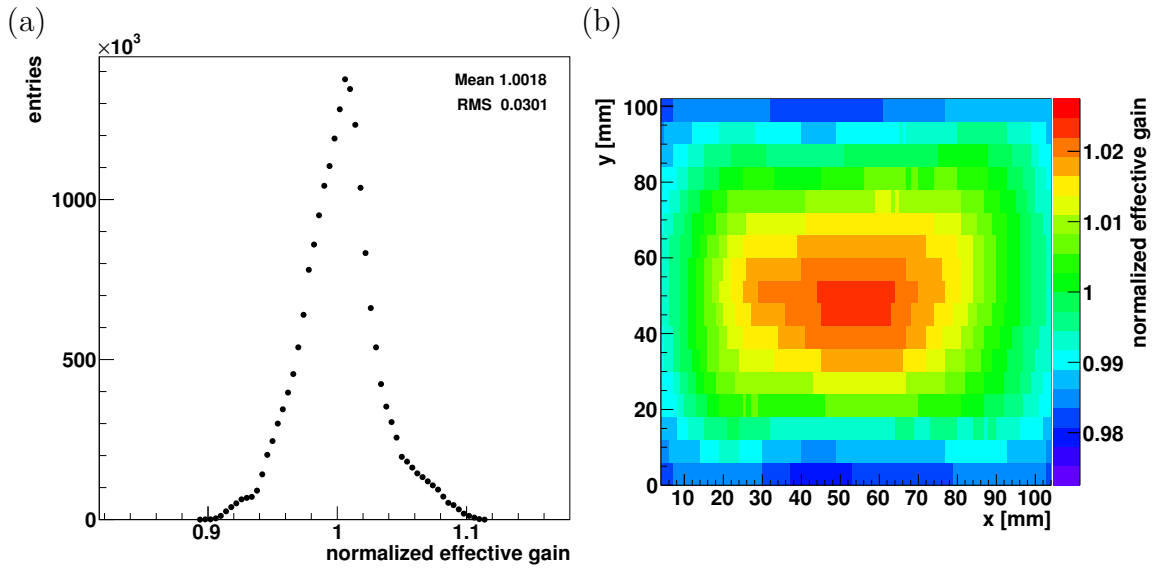 (a)
×10³
entries
Mean 1.0018
RMS 0.0301
1000
500
0
0.9 1 1.1
normalized effective gain
(b)
y [mm]
100
80
60
40
20
0
10 20 30 40 50 60 70 80 90 100
x [mm]
1.02
1.01
1
0.99
0.98
normalized effective gain